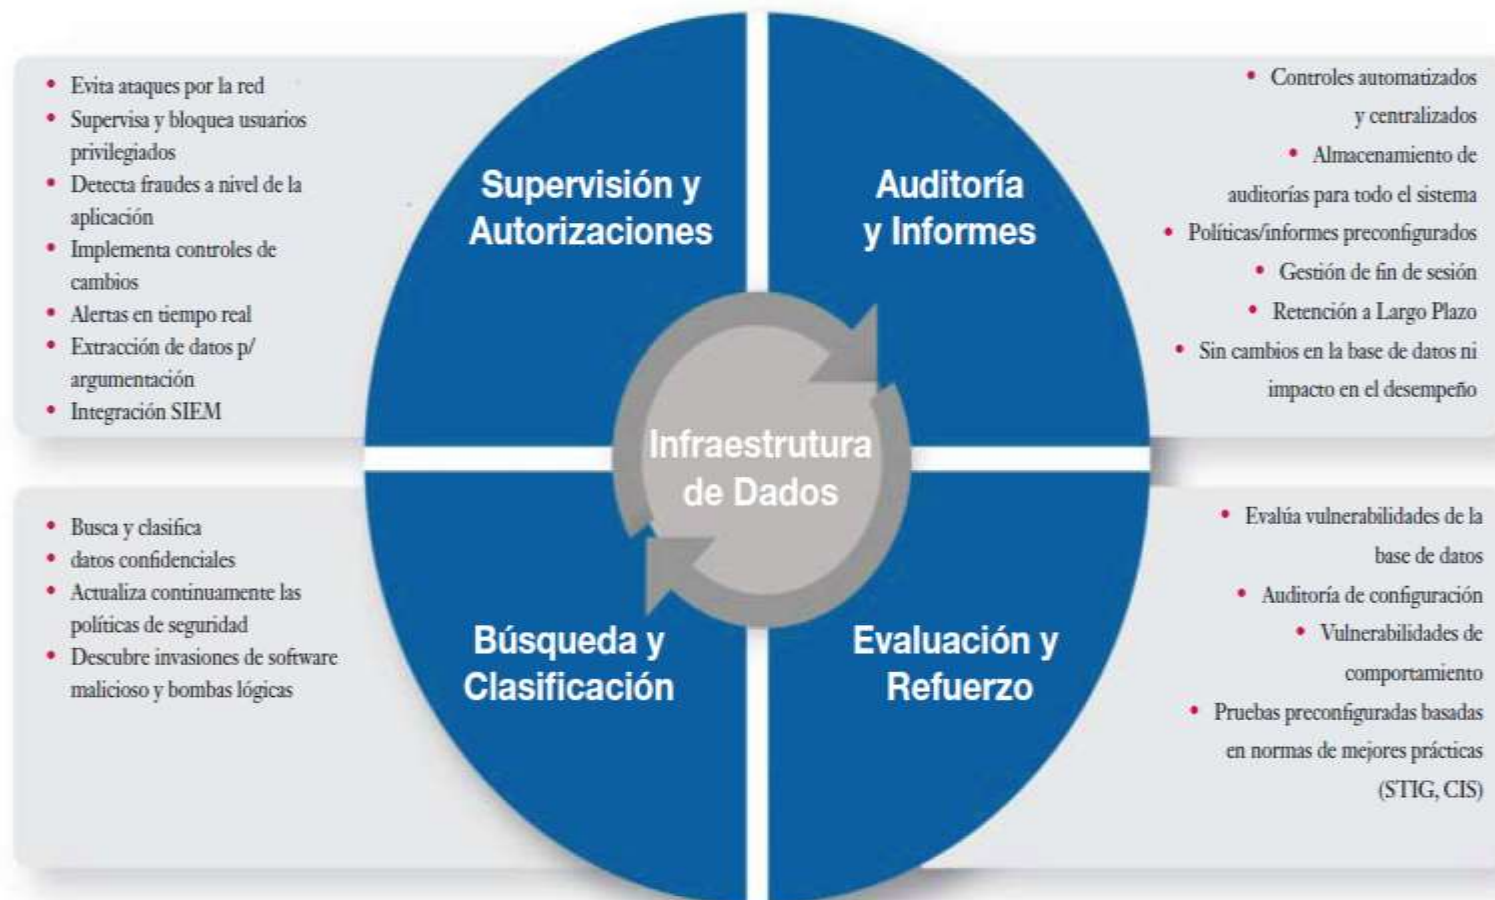 • Evita ataques por la red
• Supervisa y bloquea usuarios
privilegiados
• Detecta fraudes a nivel de la
aplicación
• Implementa controles de
cambios
• Alertas en tiempo real
• Extracción de datos p/
argumentación
• Integración SIEM
Supervisión y
Autorizaciones
Auditoría
y Informes
• Controles automatizados
y centralizados
• Almacenamiento de
auditorías para todo el sistema
• Políticas/informes preconfigurados
• Gestión de fin de sesión
• Retención a Largo Plazo
• Sin cambios en la base de datos ni
impacto en el desempeño
Infraestrutura
de Dados
• Busca y clasifica
• datos confidenciales
• Actualiza continuamente las
políticas de seguridad
• Descubre invasiones de software
malicioso y bombas lógicas
Búsqueda y
Clasificación
Evaluación y
Refuerzo
• Evalúa vulnerabilidades de la
base de datos
• Auditoría de configuración
• Vulnerabilidades de
comportamiento
• Pruebas preconfiguradas basadas
en normas de mejores prácticas
(STIG, CIS)